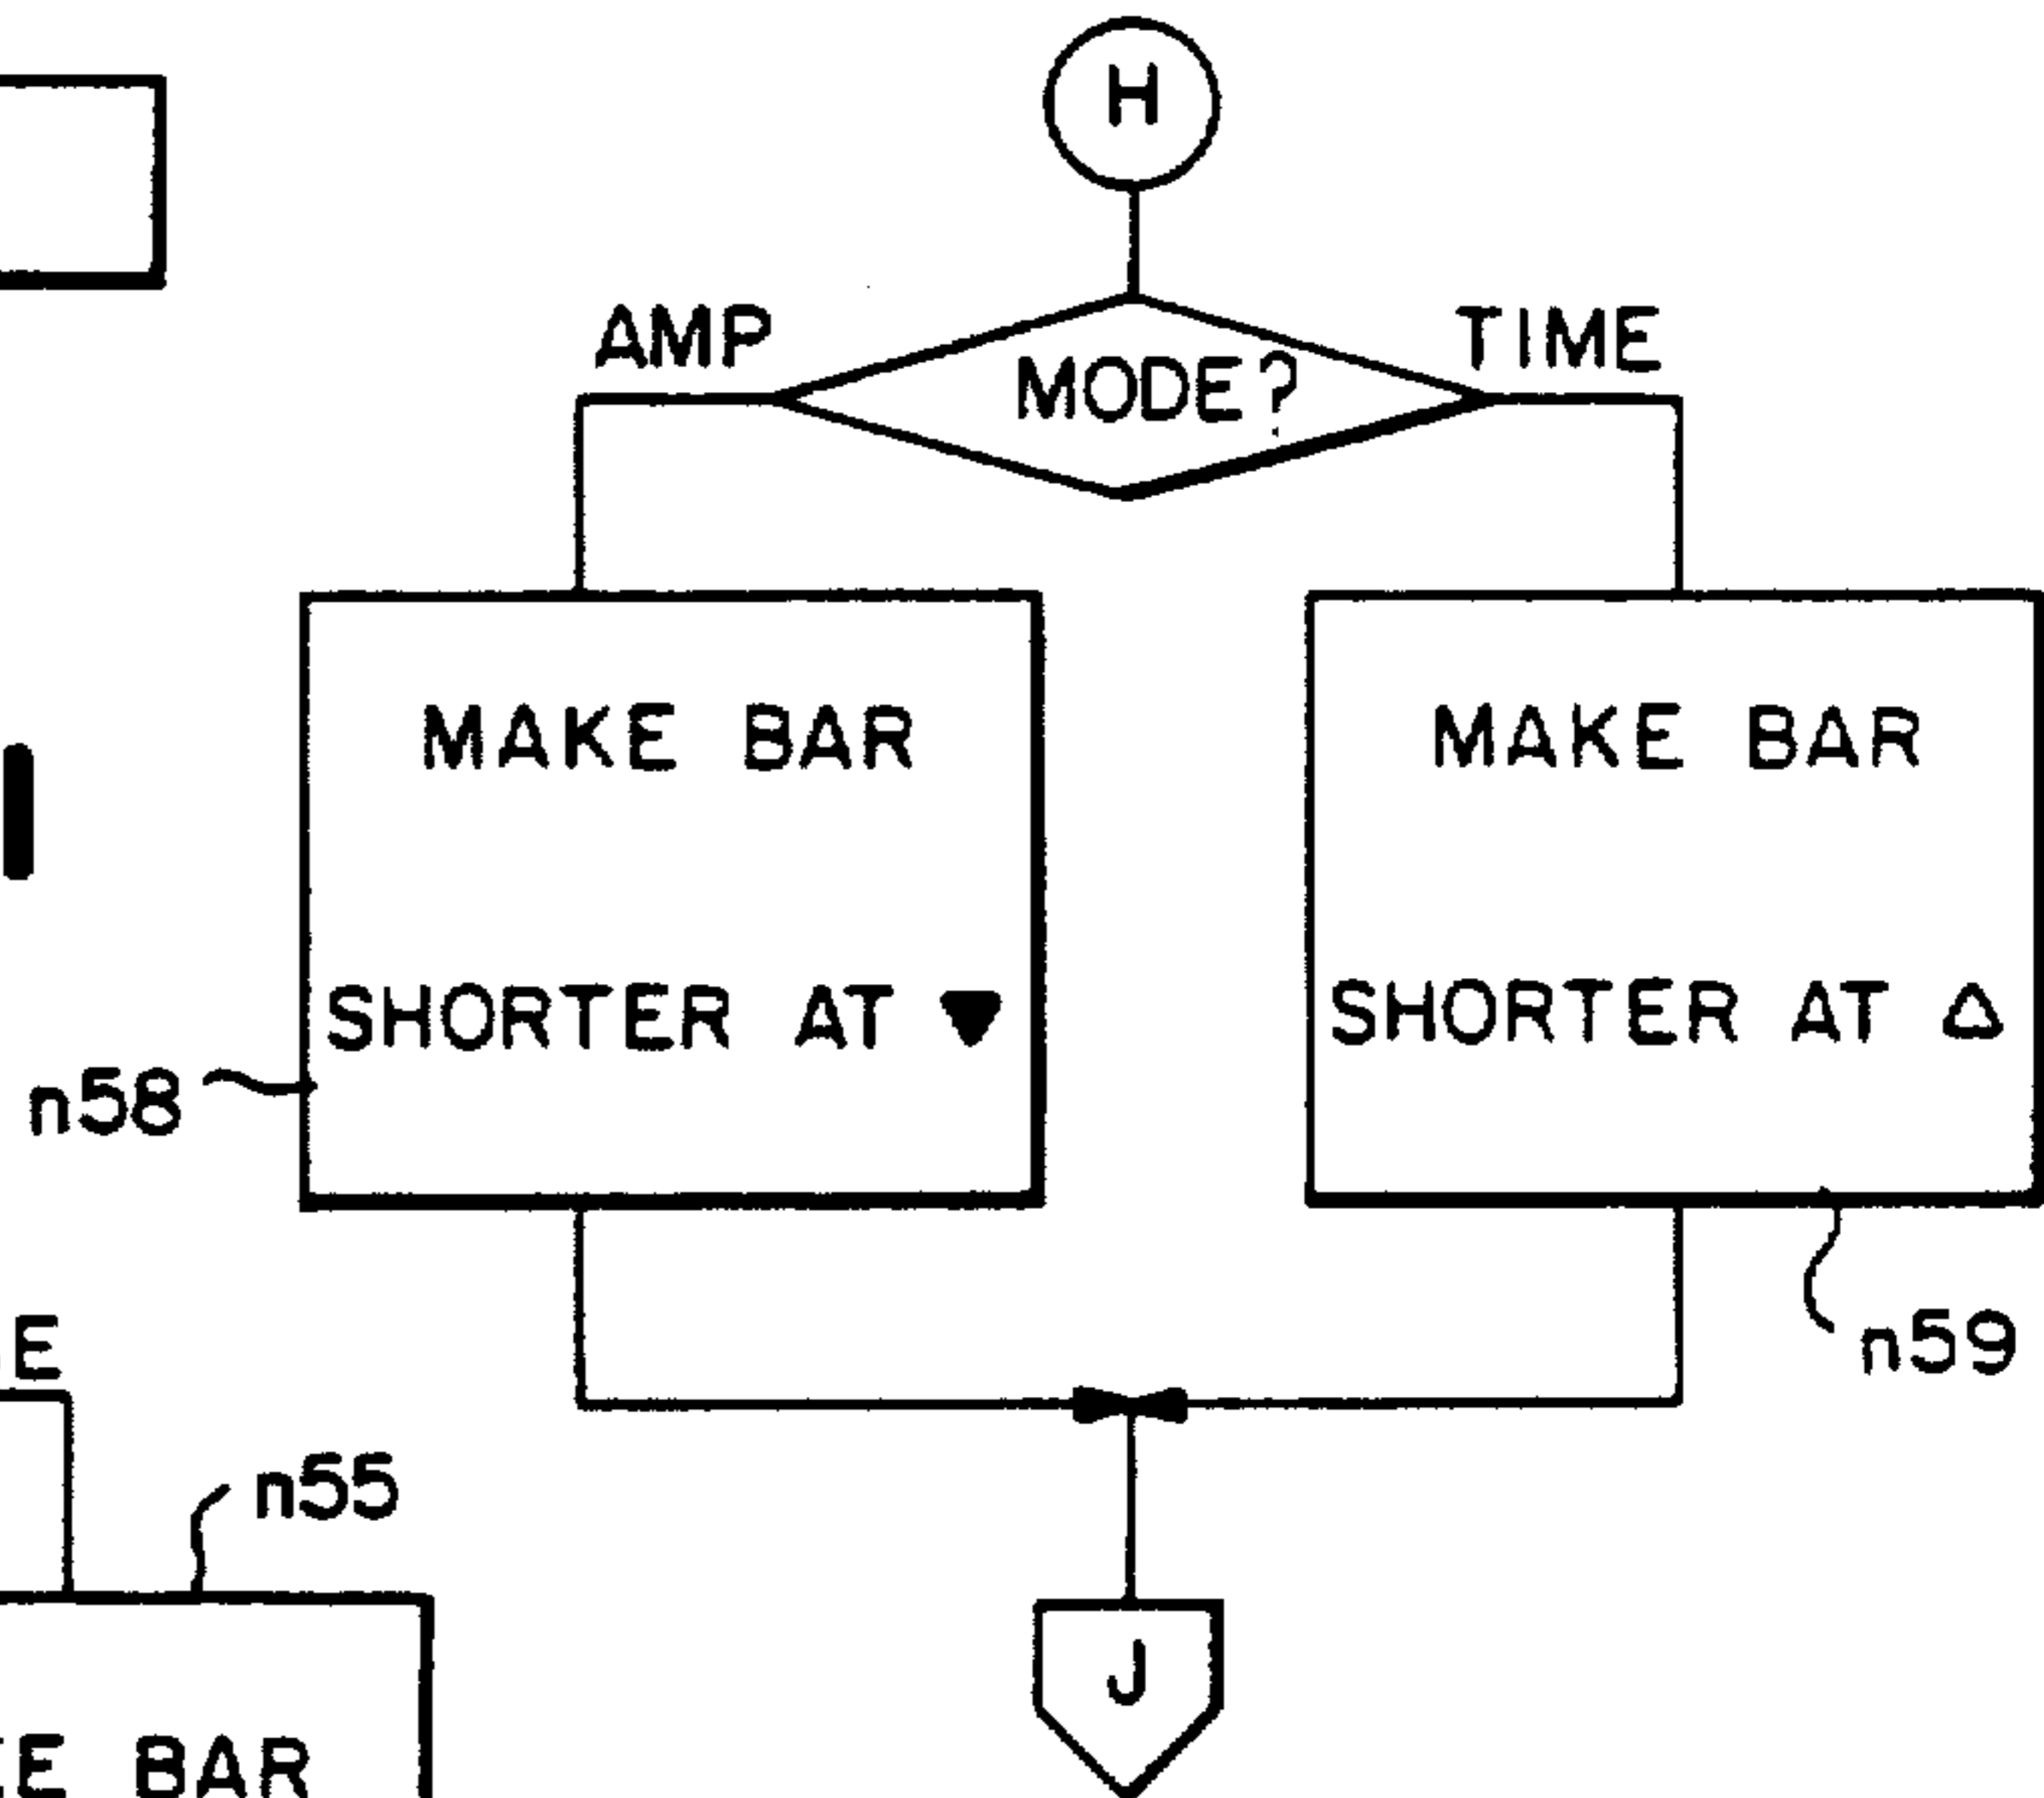 H
AMP
TIME
MODE?
MAKE BAR
SHORTER AT ▼
n58
MAKE BAR
SHORTER AT △
n59
E
n55
E BAR
J